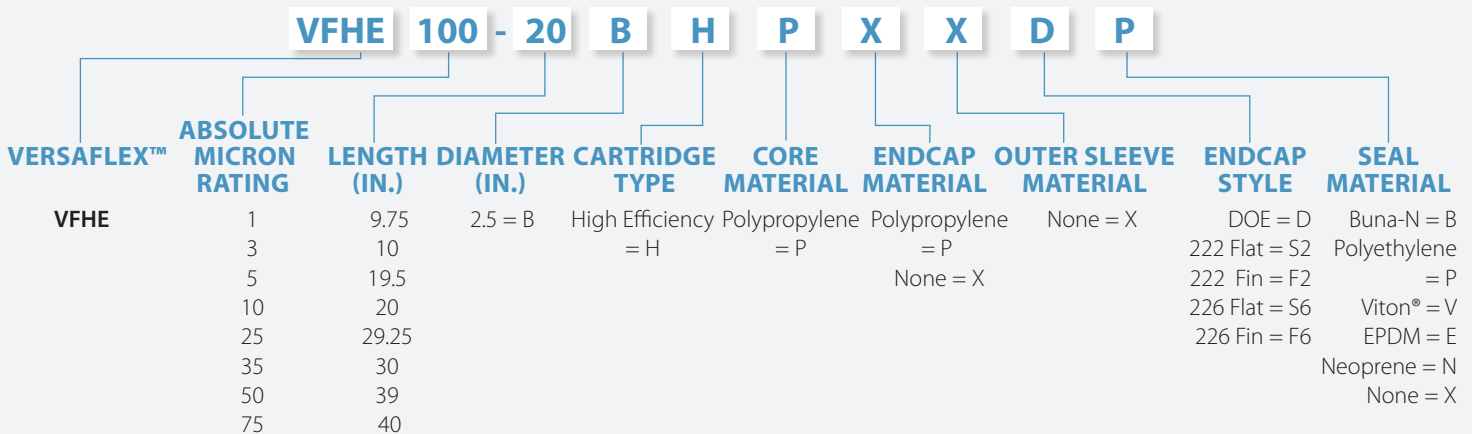 VFHE 100 - 20 B H P X X D P
VERSAFLEX™
VFHE
ABSOLUTE
MICRON
RATING
1
3
5
10
25
35
50
75
LENGTH
(IN.)
9.75
10
19.5
20
29.25
30
39
40
DIAMETER
(IN.)
2.5 = B
CARTRIDGE
TYPE
High Efficiency
= H
CORE
MATERIAL
Polypropylene
= P
ENDCAP
MATERIAL
Polypropylene
= P
None = X
OUTER SLEEVE
MATERIAL
None = X
ENDCAP
STYLE
DOE = D
222 Flat = S2
222 Fin = F2
226 Flat = S6
226 Fin = F6
SEAL
MATERIAL
Buna-N = B
Polyethylene
= P
Viton® = V
EPDM = E
Neoprene = N
None = X